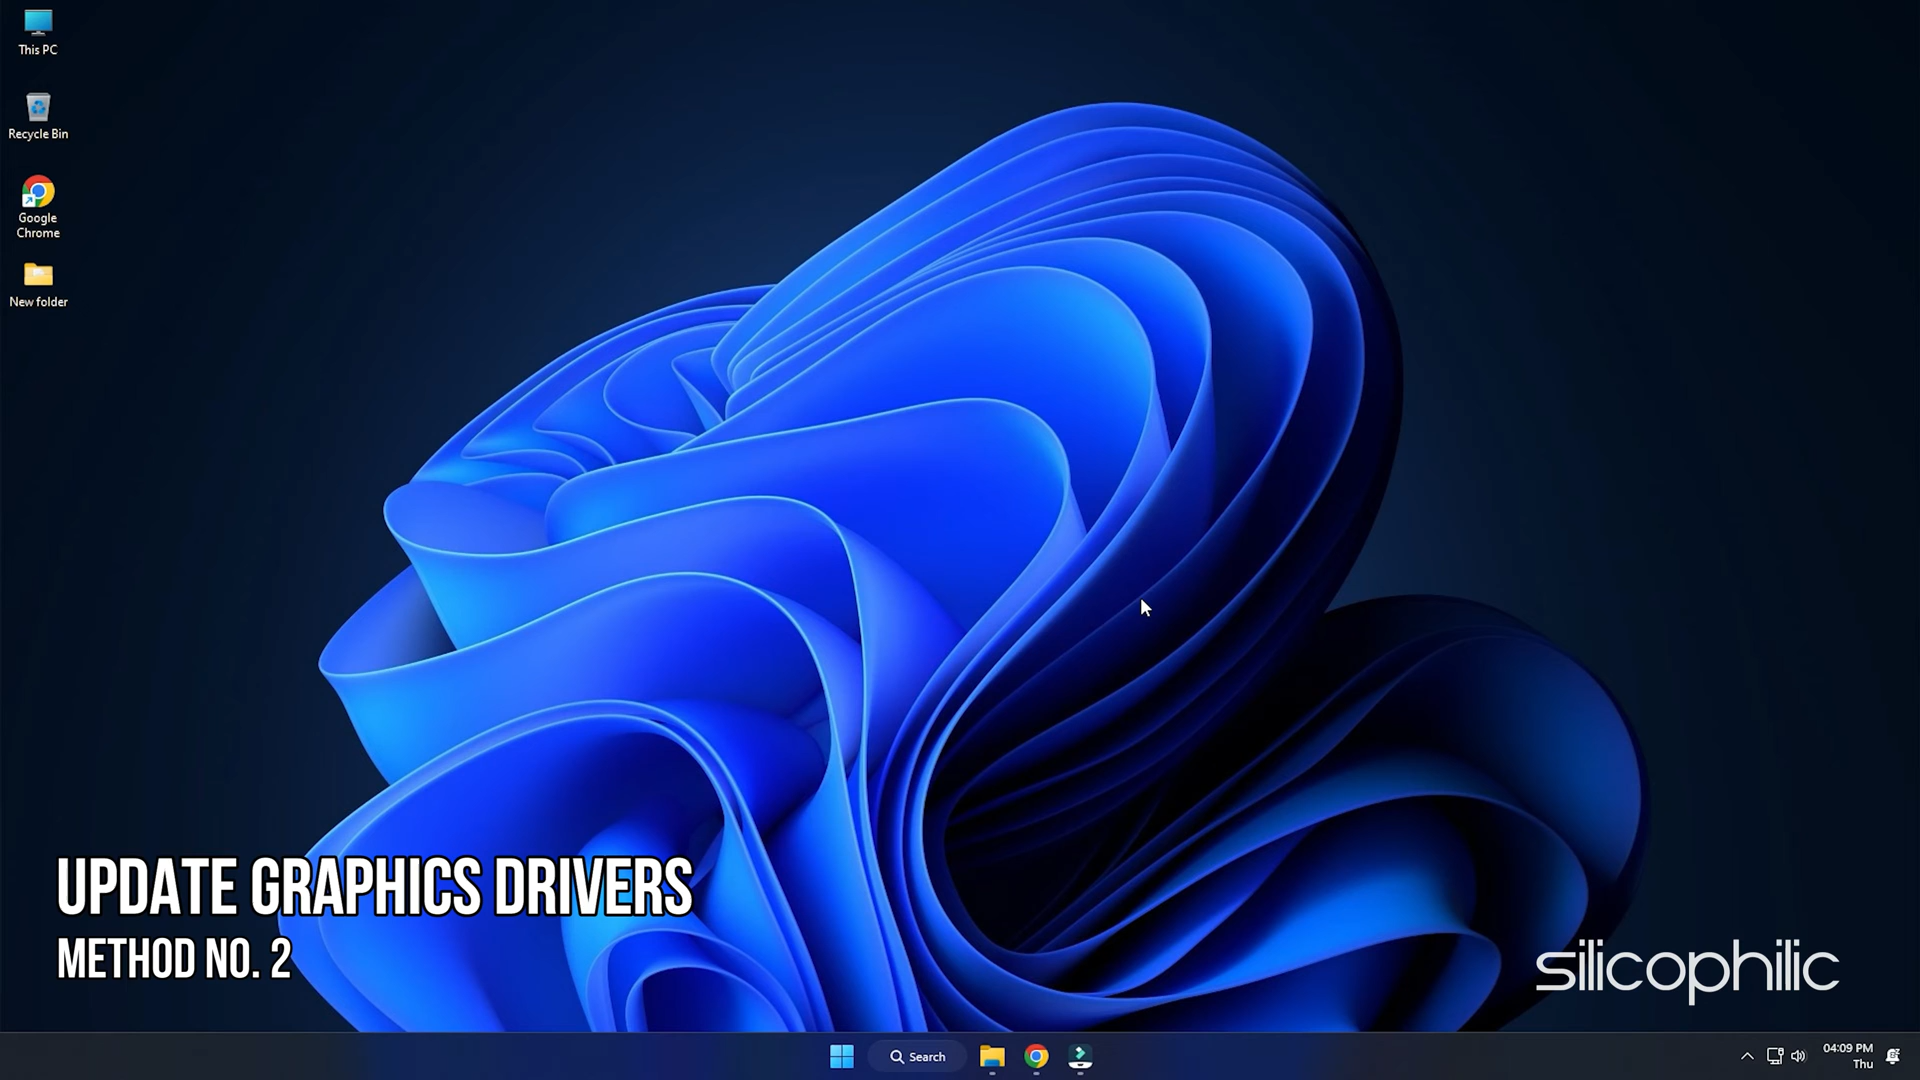 This PC
Recycle Bin
Google
Chrome
New folder
UPDATE GRAPHICS DRIVERS
METHOD NO. 2
silicophilic
Search
04:09 PM
Thu